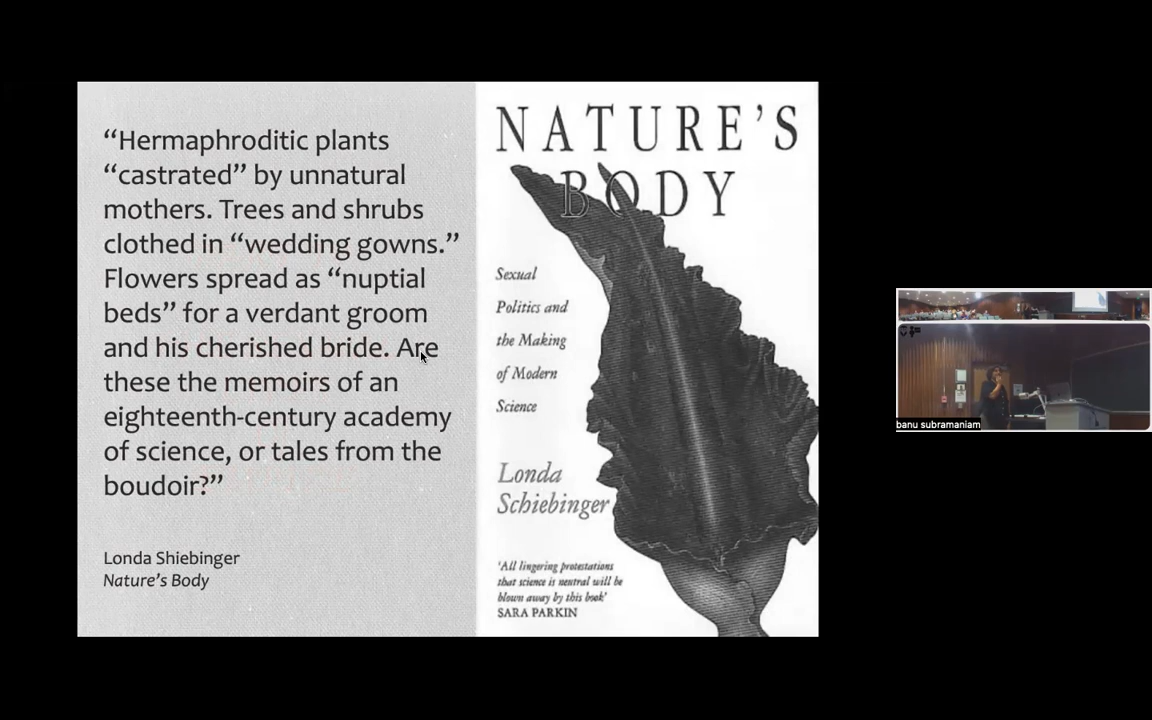 “Hermaphroditic plants
“castrated” by unnatural
mothers. Trees and shrubs
clothed in “wedding gowns.”
Flowers spread as “nuptial
beds” for a verdant groom
and his cherished bride. Are
these the memoirs of an
eighteenth-century academy
of science, or tales from the
boudoir?”
Londa Shiebinger
Nature’s Body
NATURE’S
BODY
Sexual
Politics and
the Making
of Modern
Science
Londa
Schiebinger
‘All lingering protestations
that science is neutral will be
blown away by this book’
SARA PARKIN
banu subramaniam